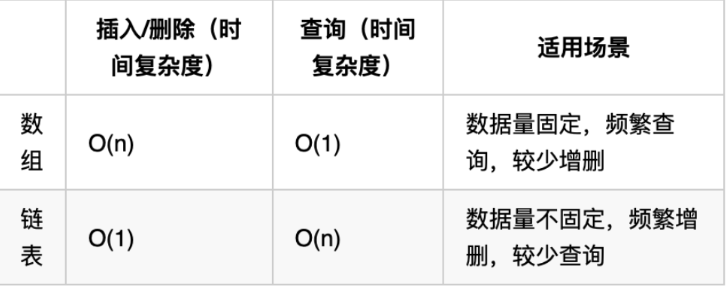 插入/删除（时
间复杂度）
查询（时间
复杂度）
适用场景
数
组
O(n)
O(1)
数据量固定，频繁查
询，较少增删
链
表
O(1)
O(n)
数据量不固定，频繁增
删，较少查询